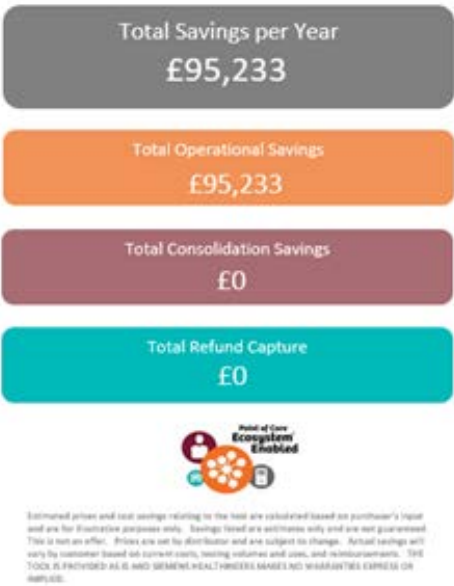 Total Savings per Year
£95,233
Total Operational Savings
£95,233
Total Consolidation Savings
£0
Total Refund Capture
£0
Point of Care
Ecosystem
Enabled
Estimated prices and cost savings relating to the test are calculated based on purchaser's input
and are for illustrative purposes only. Savings listed are estimates only and are not guaranteed.
This is not an offer. Prices are set by distributor and are subject to change. Actual savings will
vary by customer based on current costs, testing volumes and uses, and reimbursements. THE
TOOL IS PROVIDED AS IS AND SIEMENS HEALTHINEERS MAKES NO WARRANTIES EXPRESS OR
IMPLIED.